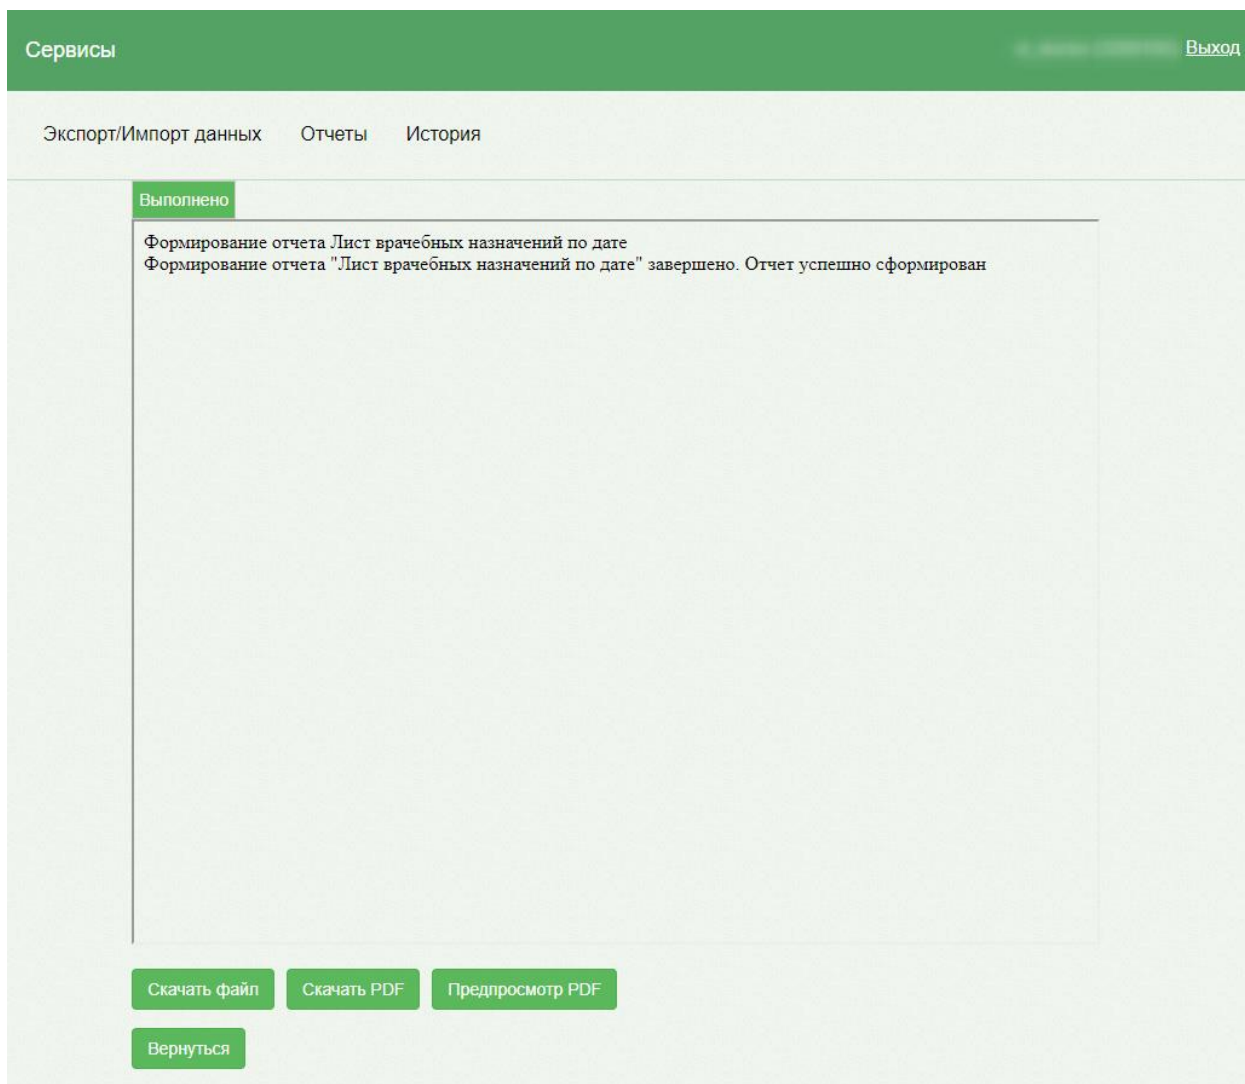 Сервисы
Выход
Экспорт/Импорт данных Отчеты История
Выполнено
Формирование отчета Лист врачебных назначений по дате
Формирование отчета "Лист врачебных назначений по дате" завершено. Отчет успешно сформирован
Скачать файл Скачать PDF Предпросмотр PDF
Вернуться